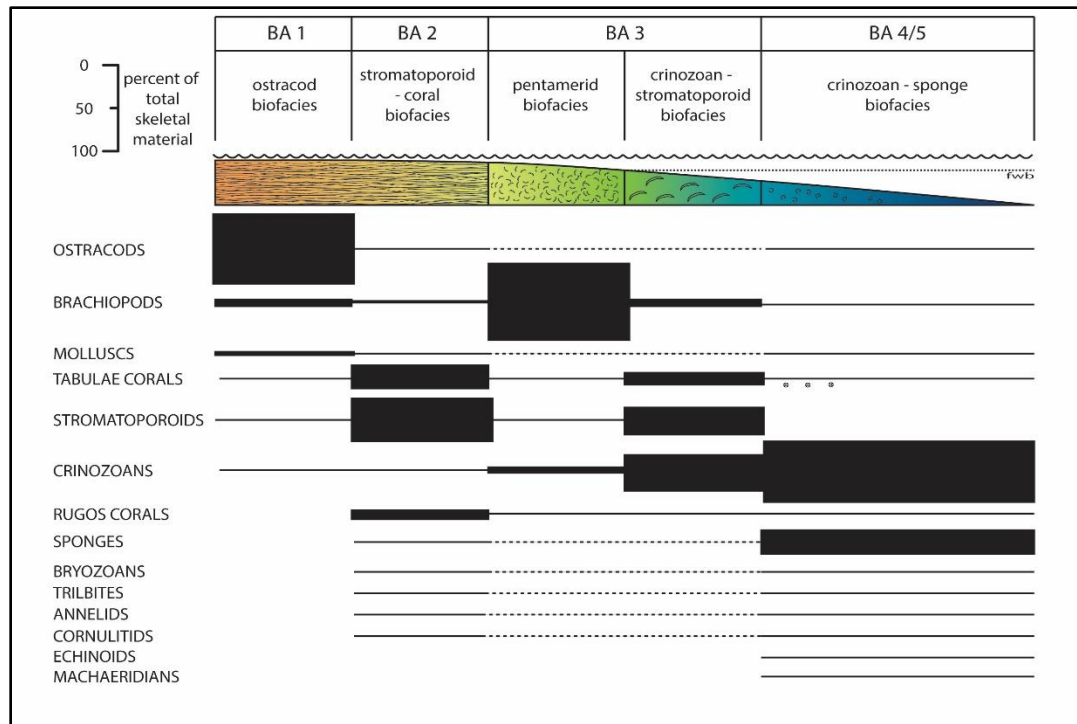 BA 1
BA 2
BA 3
BA 4/5
0
50
100
percent of
total
skeletal
material
ostracod
biofacies
stromatoporoid
- coral
biofacies
pentamerid
biofacies
crinozoan -
stromatoporoid
biofacies
crinozoan - sponge
biofacies
fwb
OSTRACODS
BRACHIOPODS
MOLLUSCS
TABULAE CORALS
STROMATOPOROIDS
CRINOZOANS
RUGOS CORALS
SPONGES
BRYOZOANS
TRILBITES
ANNELIDS
CORNULITIDS
ECHINOIDS
MACHAERIDIANS